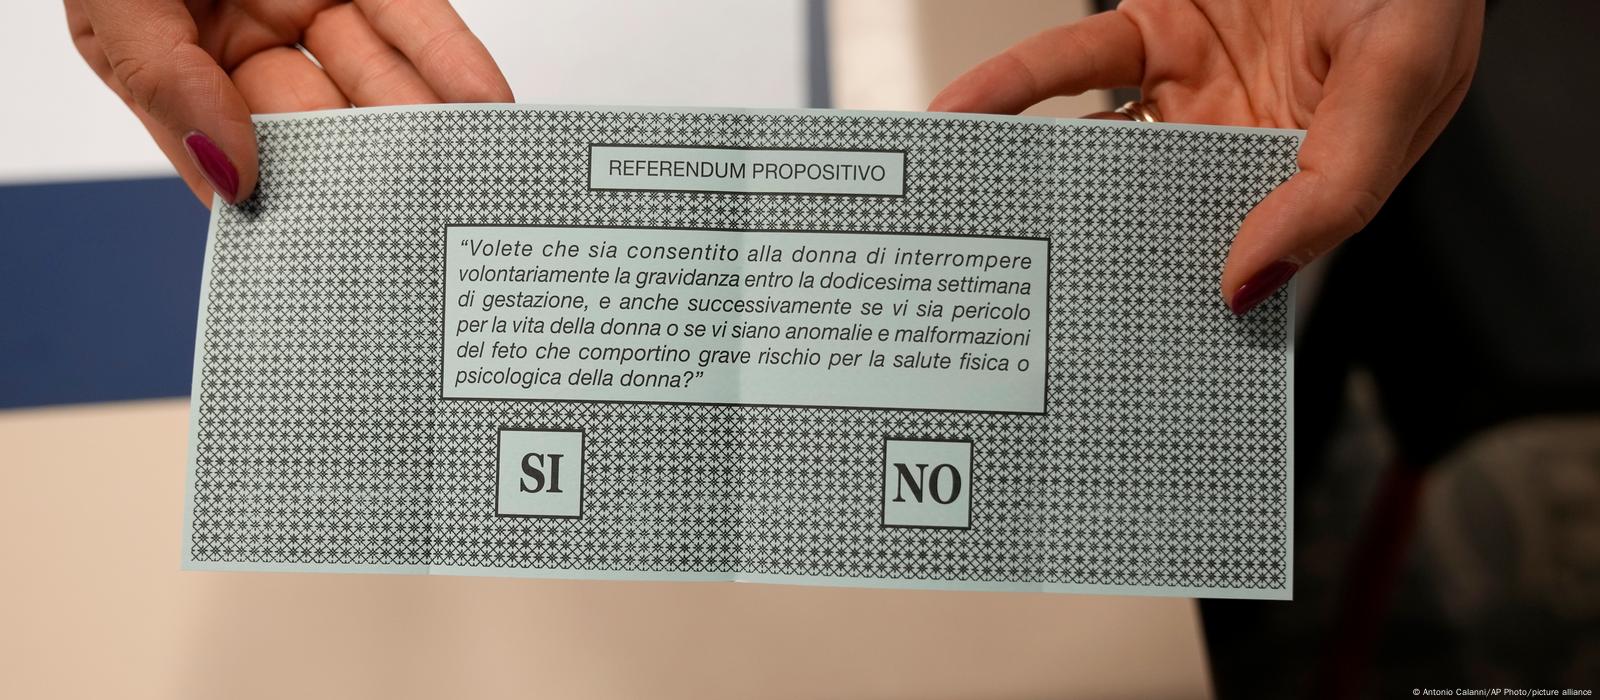 REFERENDUM PROPOSITIVO
“Volete che sia consentito alla donna di interrompere
volontariamente la gravidanza entro la dodicesima settimana
di gestazione, e anche successivamente se vi sia pericolo
per la vita della donna o se vi siano anomalie e malformazioni
del feto che comportino grave rischio per la salute fisica o
psicologica della donna?”
SI
NO
© Antonio Calanni/AP Photo/picture alliance